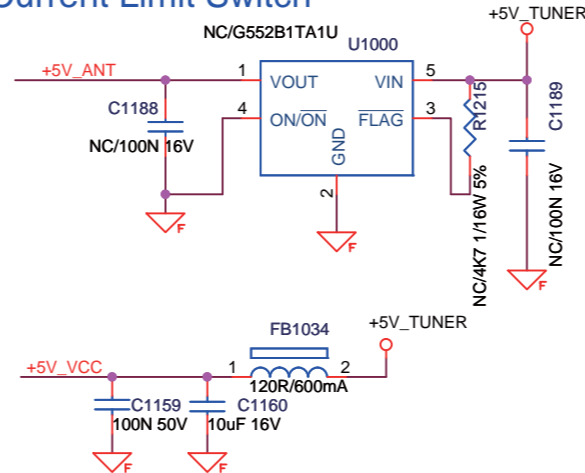 Current Limit Switch
+5V_TUNER
NC/G552B1TA1U
U1000
+5V_ANT
1
VOUT
VIN
5
R1215
C1189
C1188
4
ON/ON
FLAG
3
NC/100N 16V
GND
2
F
F
NC/4K7 1/16W 5%
NC/100N 16V
F
+5V_TUNER
FB1034
+5V_VCC
1
2
120R/600mA
C1159
C1160
100N 50V
10uF 16V
F
F